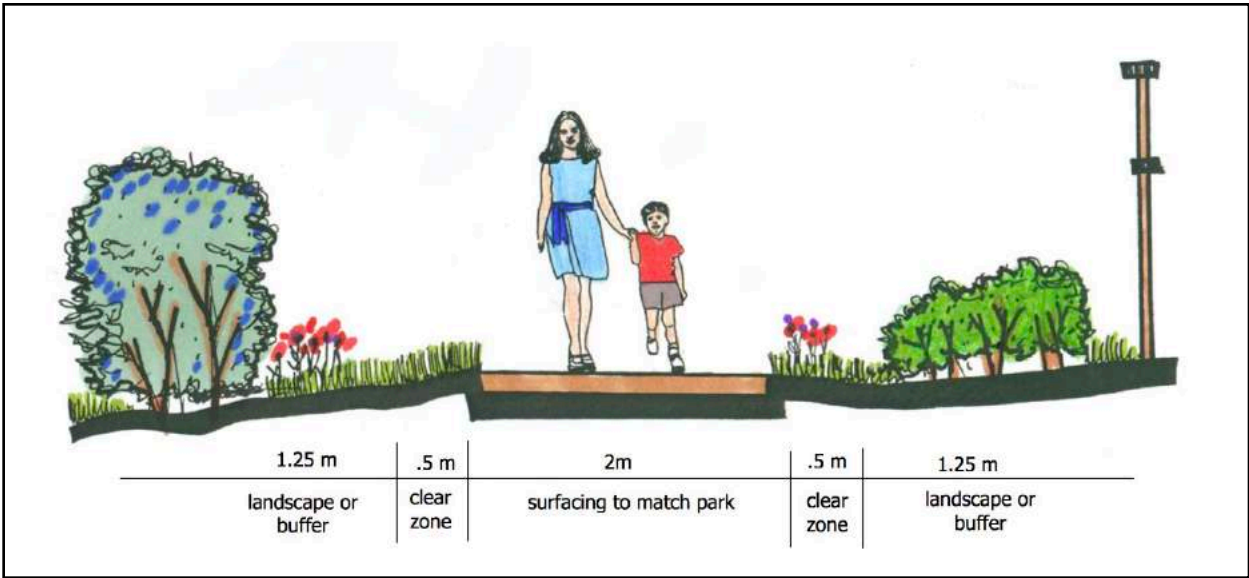 1.25 m
.5 m
2m
.5 m
1.25 m
landscape or
buffer
clear
zone
surfacing to match park
clear
zone
landscape or
buffer